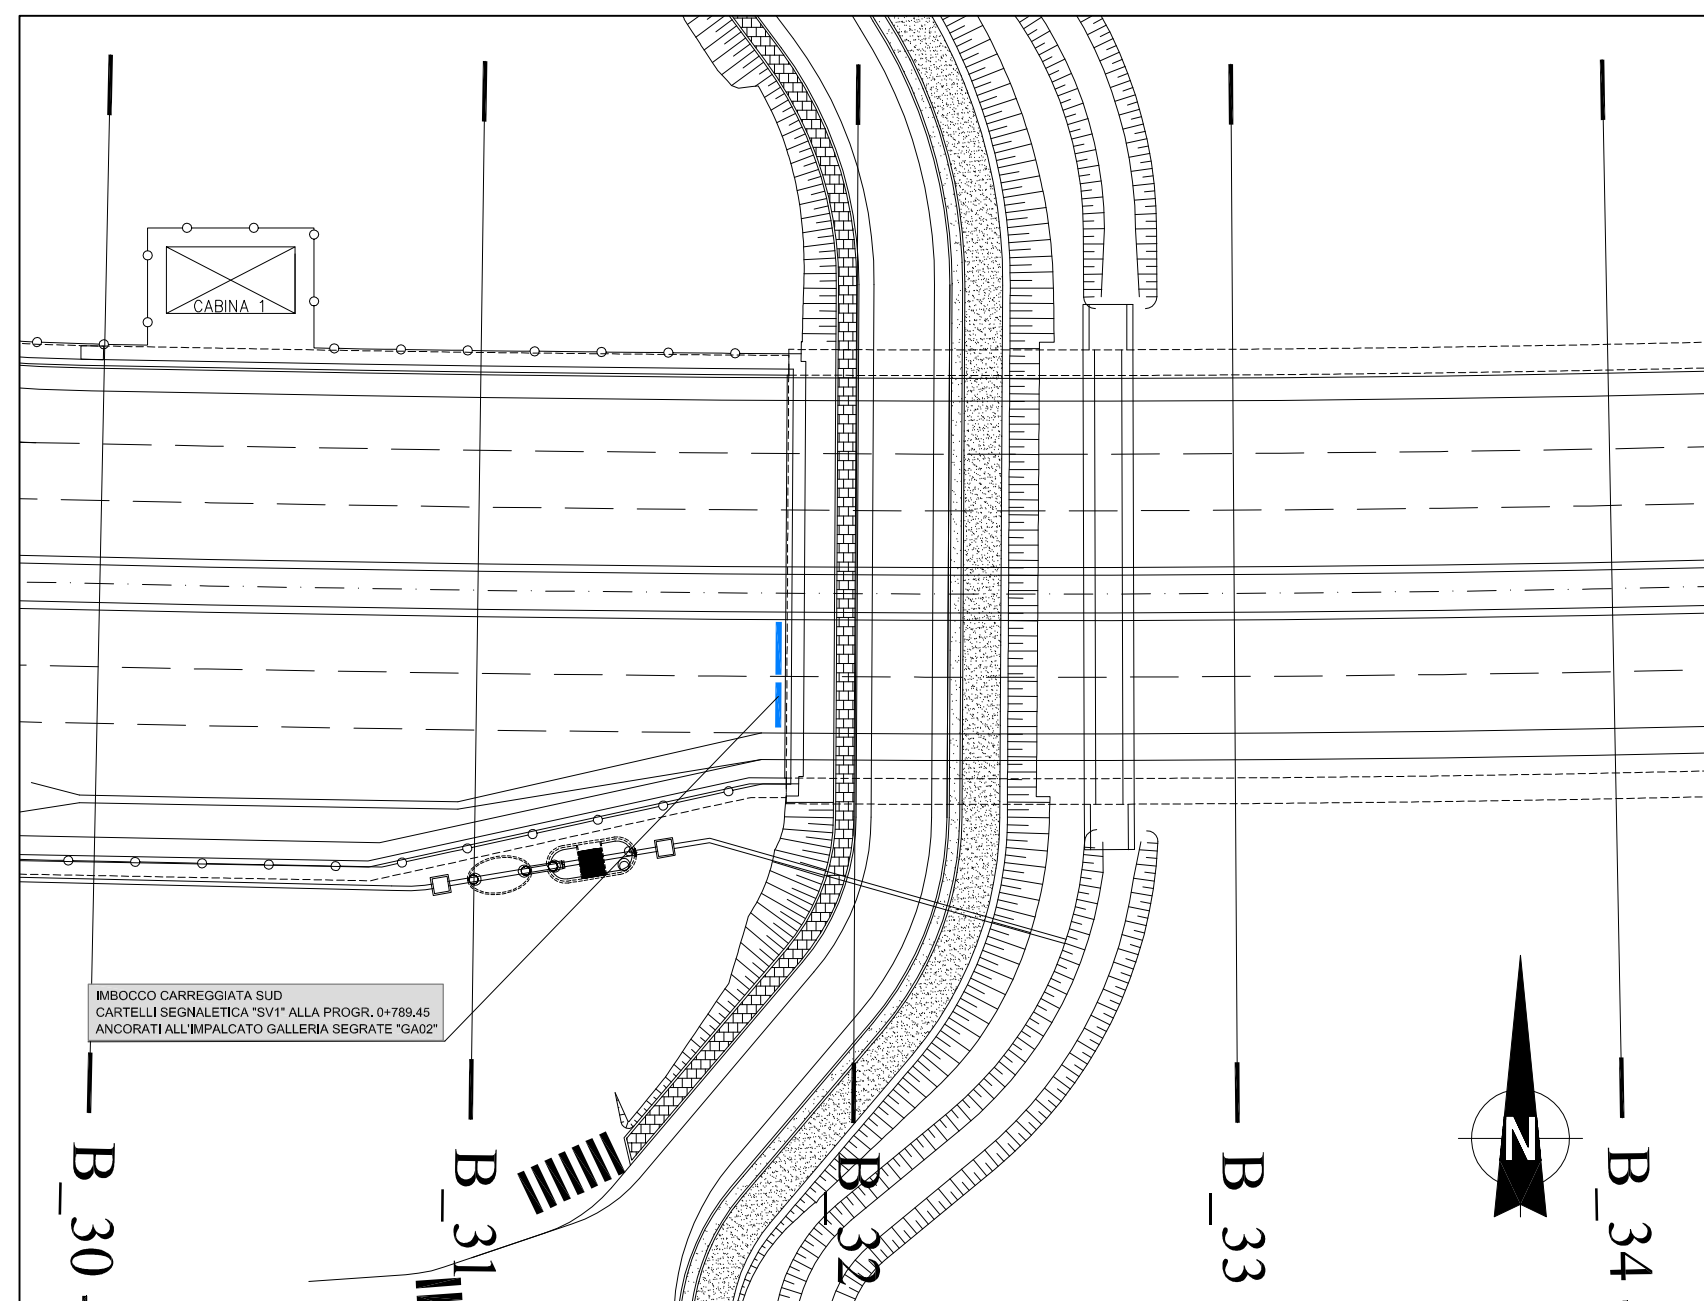 CABINA 1
IMBOCCO CARREGGIATA SUD
CARTELLI SEGNALETICA "SV1" ALLA PROGR. 0+789.45
ANCORATI ALL'IMPALCATO GALLERIA SEGRATE "GA02"
N
B_30
B_31
B_32
B_33
B_34